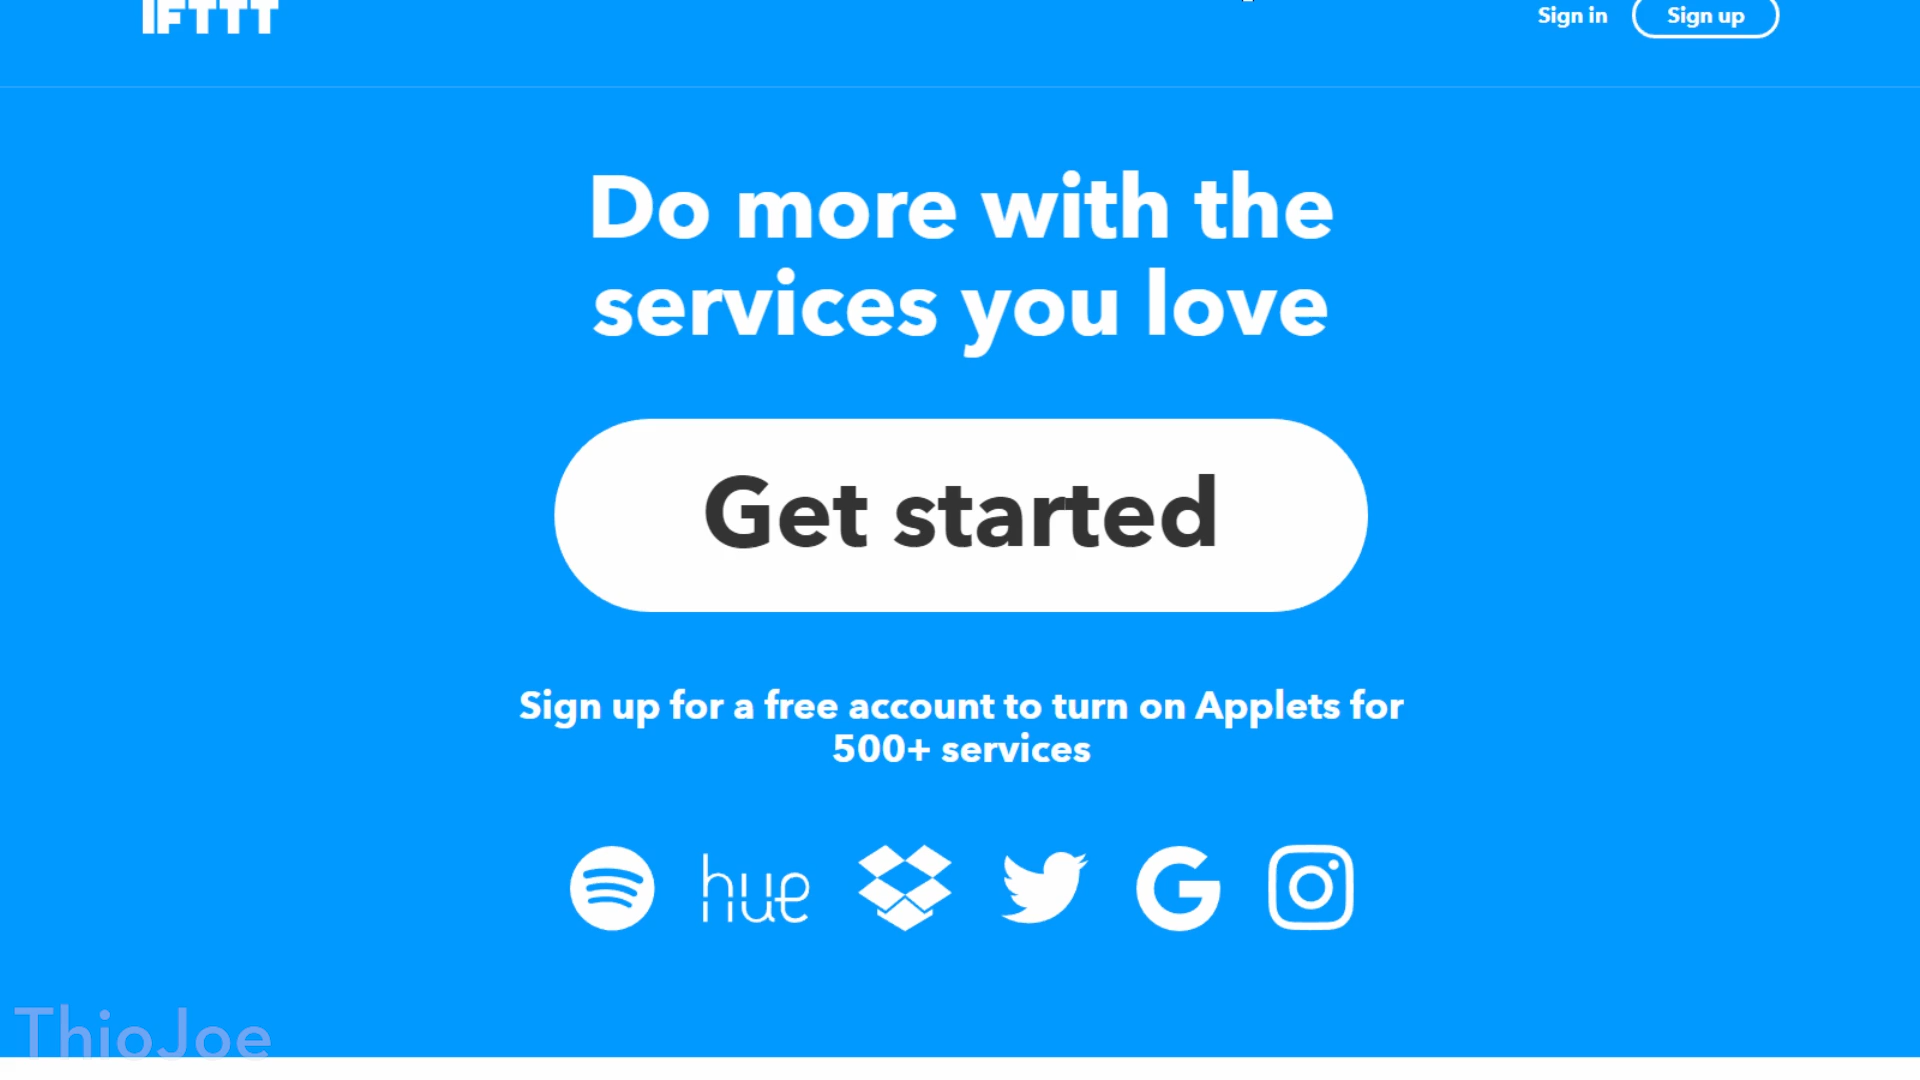 IFTTT
Sign in
Sign up
Do more with the
services you love
Get started
Sign up for a free account to turn on Applets for
500+ services
hue
ThioJoe